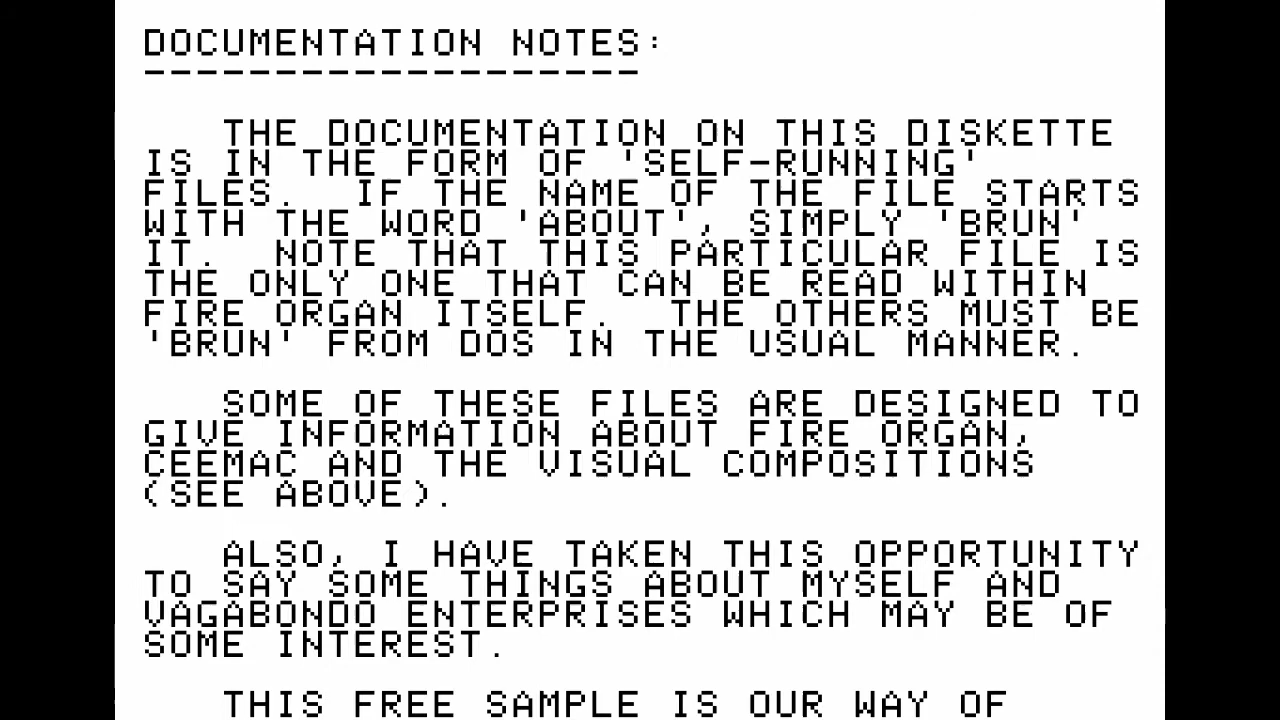 DOCUMENTATION NOTES:
-------------------
THE DOCUMENTATION ON THIS DISKETTE
IS IN THE FORM OF 'SELF-RUNNING'
FILES.  IF THE NAME OF THE FILE STARTS
WITH THE WORD 'ABOUT', SIMPLY 'BRUN'
IT.  NOTE THAT THIS PARTICULAR FILE IS
THE ONLY ONE THAT CAN BE READ WITHIN
FIRE ORGAN ITSELF.  THE OTHERS MUST BE
'BRUN' FROM DOS IN THE USUAL MANNER.
SOME OF THESE FILES ARE DESIGNED TO
GIVE INFORMATION ABOUT FIRE ORGAN,
CEEMAC AND THE VISUAL COMPOSITIONS
(SEE ABOVE).
ALSO, I HAVE TAKEN THIS OPPORTUNITY
TO SAY SOME THINGS ABOUT MYSELF AND
VAGABONDO ENTERPRISES WHICH MAY BE OF
SOME INTEREST.
THIS FREE SAMPLE IS OUR WAY OF